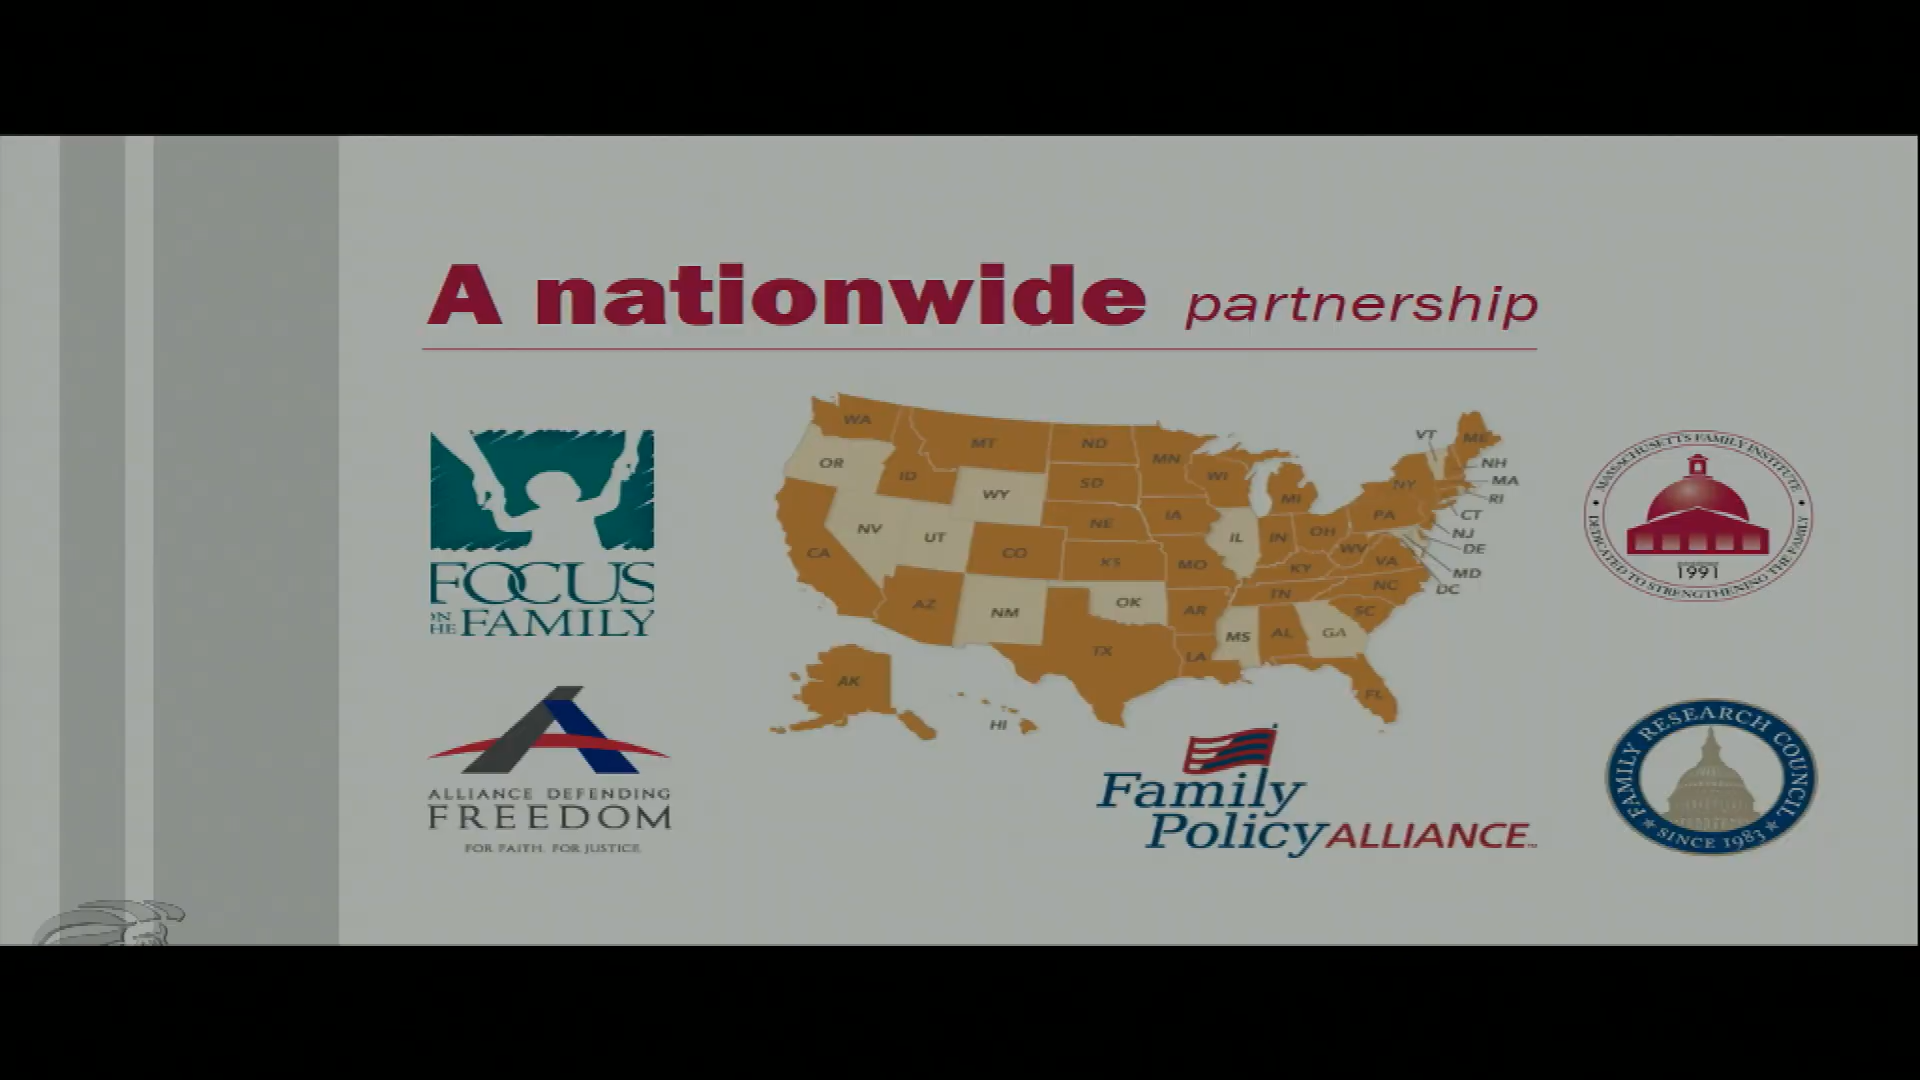 A nationwide partnership
FOCUS
ON
THE FAMILY
ALLIANCE DEFENDING
FREEDOM
FOR FAITH. FOR JUSTICE.
WA
MT
ND
MN
OR
ID
WY
SD
WI
MI
NY
VT
ME
NH
MA
RI
CT
NJ
DE
MD
DC
NV
UT
CO
NE
IA
IL
IN
OH
PA
WV
VA
CA
KS
MO
KY
NC
AZ
NM
OK
AR
TN
SC
TX
LA
MS
AL
GA
FL
AK
HI
Family
Policy ALLIANCE™
MASSACHUSETTS FAMILY INSTITUTE
1991
DEDICATED TO STRENGTHENING THE FAMILY
FAMILY RESEARCH COUNCIL
SINCE 1983